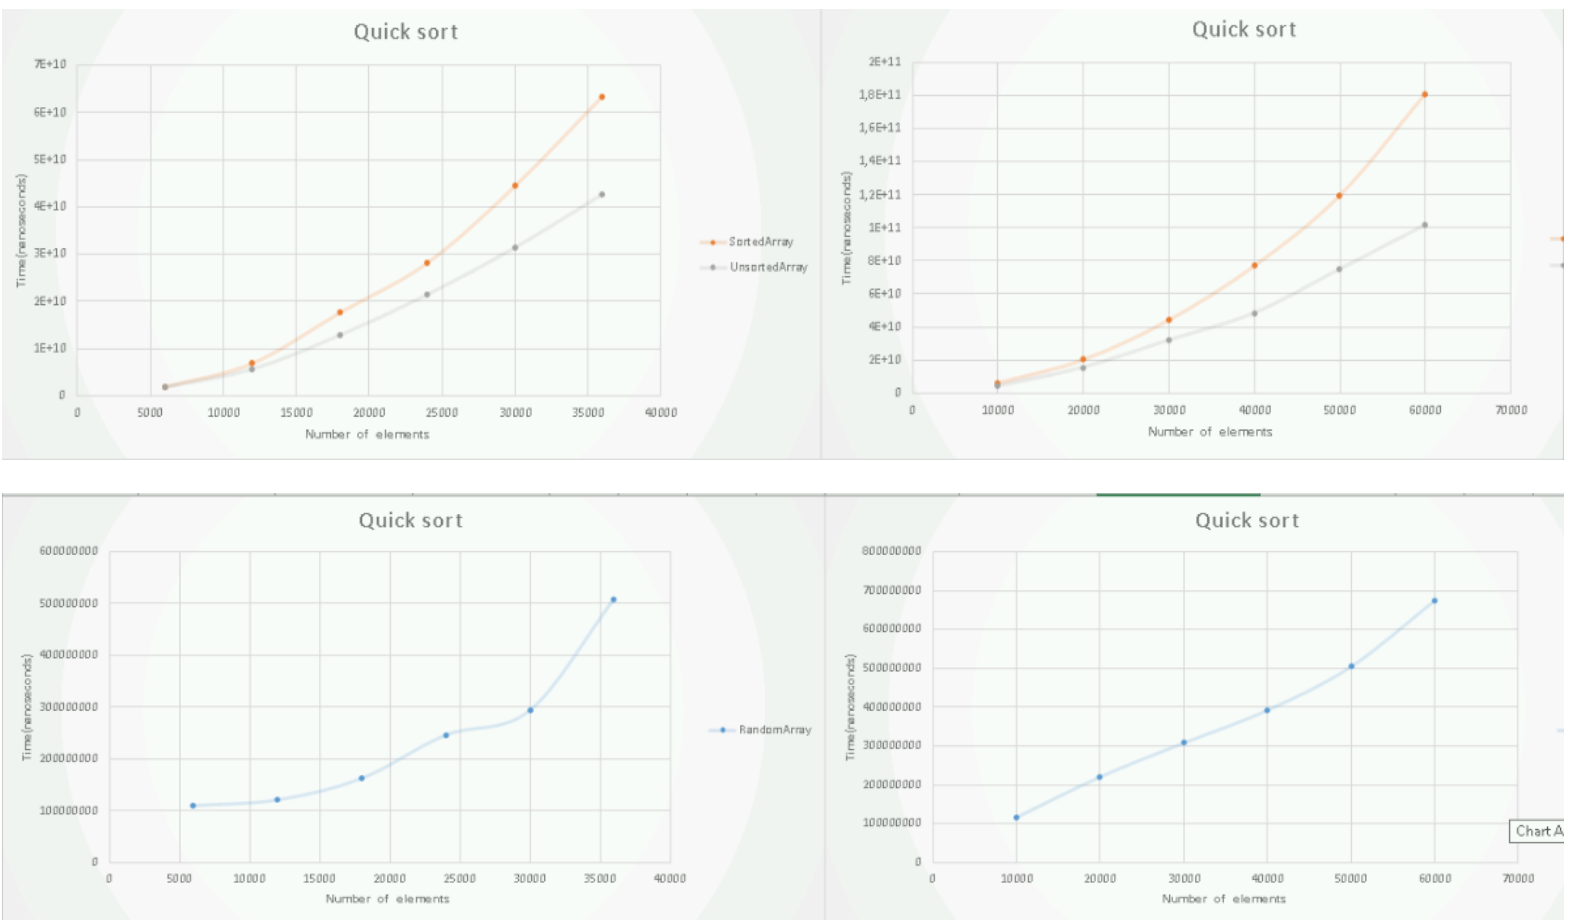 Quick sort
7E+10
6E+10
5E+10
4E+10
3E+10
2E+10
1E+10
0
Time(nanoseconds)
0 5000 10000 15000 20000 25000 30000 35000 40000
Number of elements
SortedArray
UnsortedArray
Quick sort
2E+11
1,8E+11
1,6E+11
1,4E+11
1,2E+11
1E+11
8E+10
6E+10
4E+10
2E+10
0
Time(nanoseconds)
0 10000 20000 30000 40000 50000 60000 70000
Number of elements
Quick sort
600000000
500000000
400000000
300000000
200000000
100000000
0
Time(nanoseconds)
0 5000 10000 15000 20000 25000 30000 35000 40000
Number of elements
RandomArray
Quick sort
800000000
700000000
600000000
500000000
400000000
300000000
200000000
100000000
0
Time(nanoseconds)
0 10000 20000 30000 40000 50000 60000 70000
Number of elements
Chart A